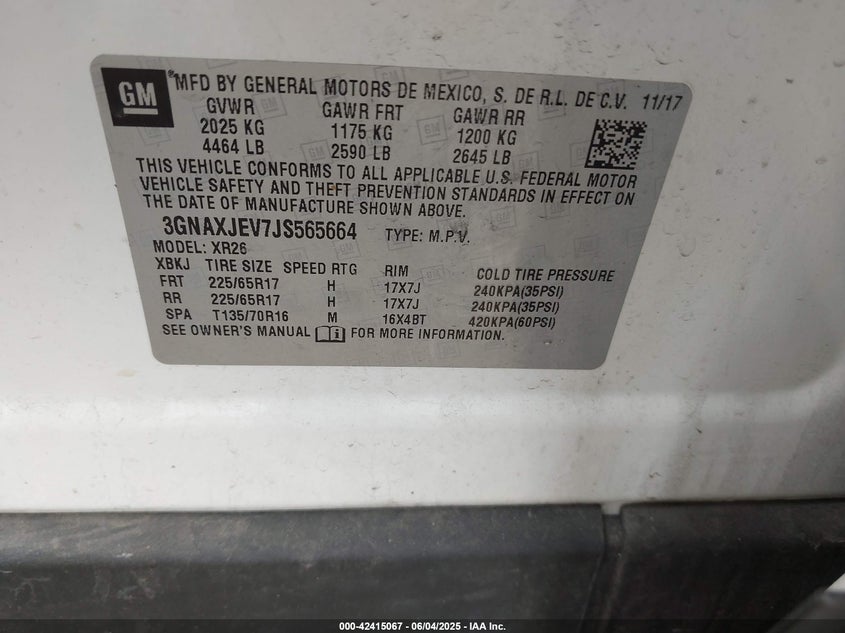 GM
®MFD BY GENERAL MOTORS DE MEXICO, S. DE R.L. DE C.V. 11/17
GVWR GAWR FRT GAWR RR
2025 KG 1175 KG 1200 KG
4464 LB 2590 LB 2645 LB
THIS VEHICLE CONFORMS TO ALL APPLICABLE U.S. FEDERAL MOTOR
VEHICLE SAFETY AND THEFT PREVENTION STANDARDS IN EFFECT ON
THE DATE OF MANUFACTURE SHOWN ABOVE.
3GNAXJEV7JS565664 TYPE: M.P.V.
MODEL: XR26
XBKJ TIRE SIZE SPEED RTG RIM COLD TIRE PRESSURE
FRT 225/65R17 H 17X7J 240KPA(35PSI)
RR 225/65R17 H 17X7J 240KPA(35PSI)
SPA T135/70R16 M 16X4BT 420KPA(60PSI)
SEE OWNER'S MANUAL FOR MORE INFORMATION.
000-42415067 - 06/04/2025 - IAA Inc.